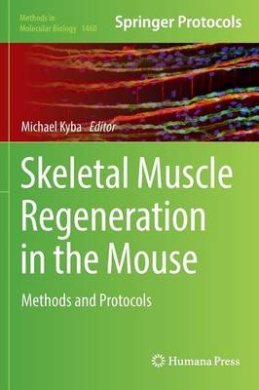 Methods in
Molecular Biology 1460
Springer Protocols
Michael Kyba Editor
Skeletal Muscle
Regeneration
in the Mouse
Methods and Protocols
Humana Press